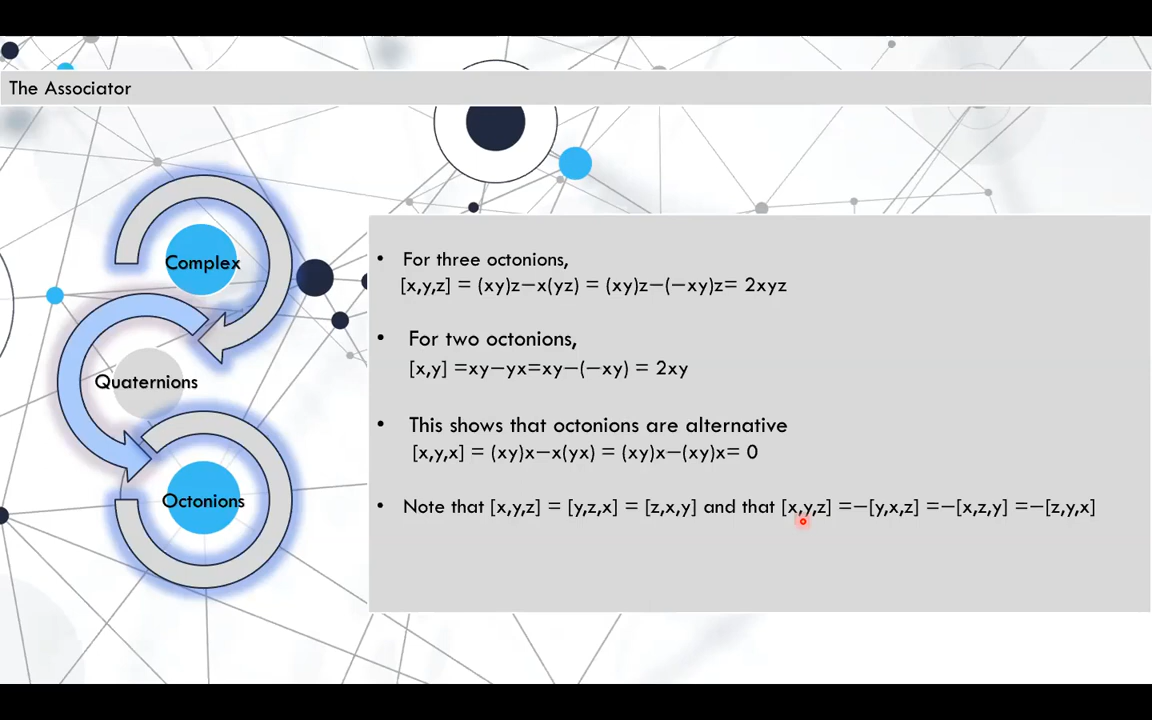 The Associator
Complex
Quaternions
Octonions
• For three octonions,
[x,y,z] = (xy)z−x(yz) = (xy)z−(−xy)z= 2xyz
• For two octonions,
[x,y] =xy−yx=xy−(−xy) = 2xy
• This shows that octonions are alternative
[x,y,x] = (xy)x−x(yx) = (xy)x−(xy)x= 0
• Note that [x,y,z] = [y,z,x] = [z,x,y] and that [x,y,z] =−[y,x,z] =−[x,z,y] =−[z,y,x]